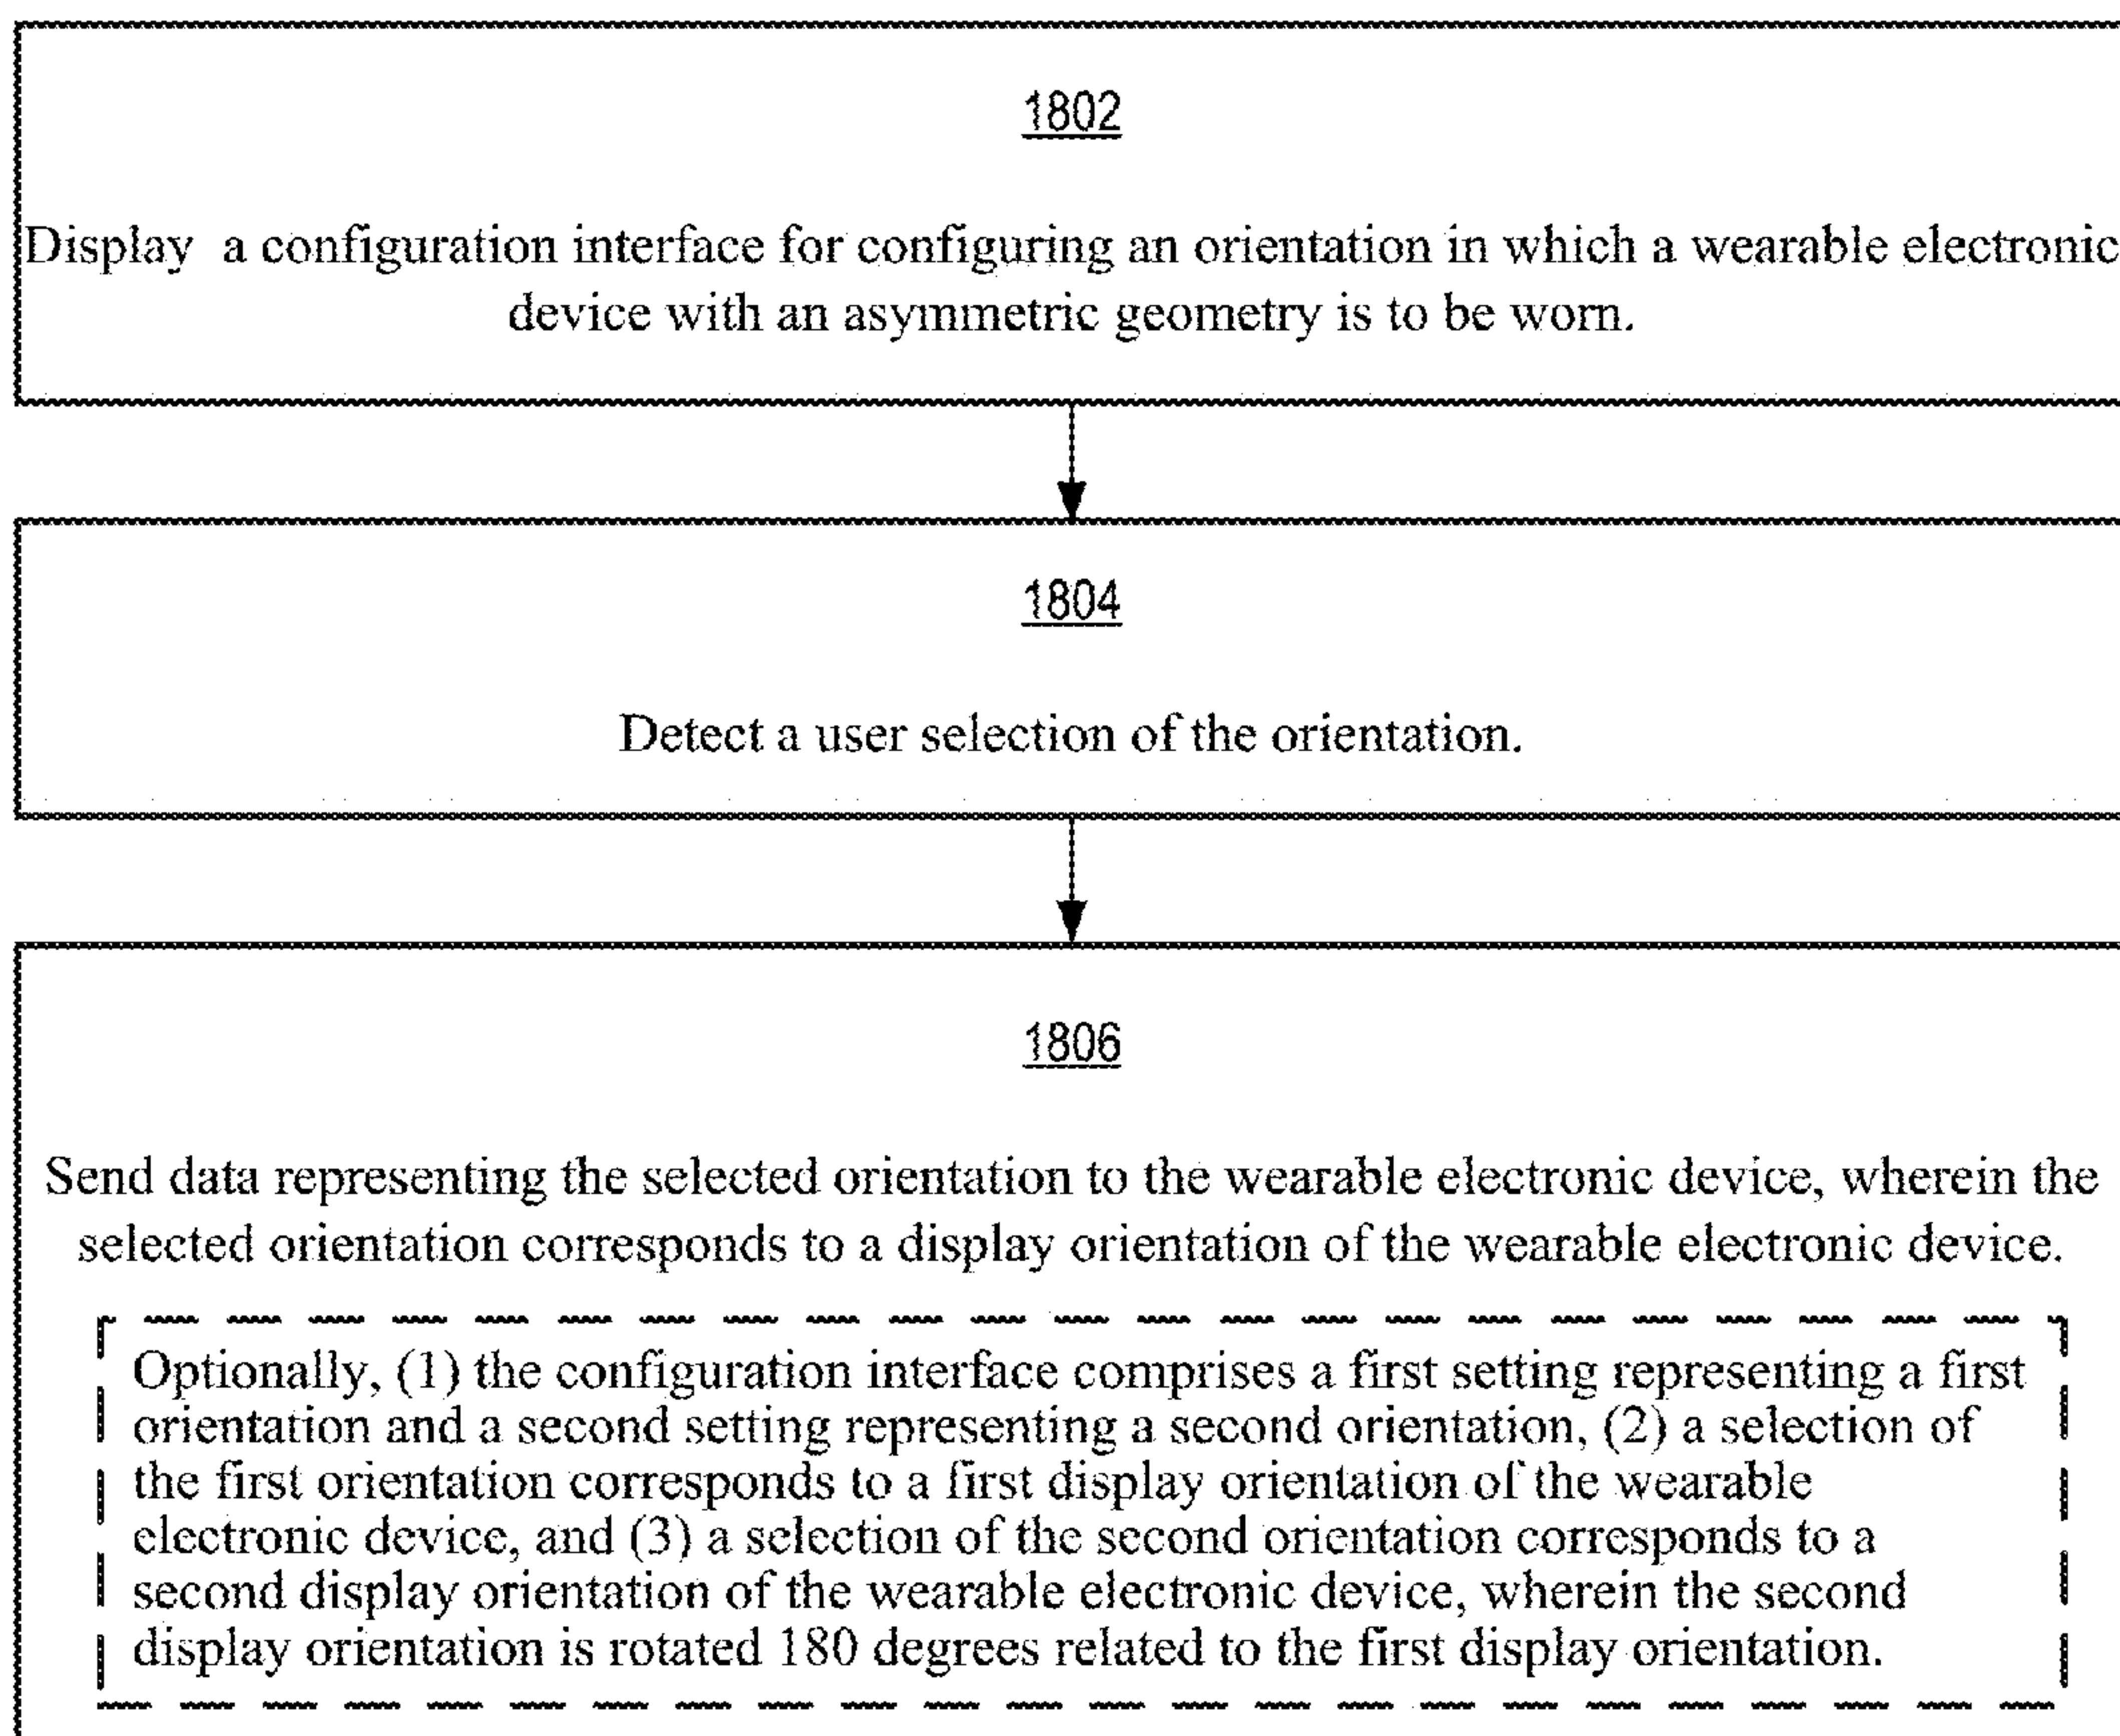 1802
Display a configuration interface for configuring an orientation in which a wearable electronic
device with an asymmetric geometry is to be worn.
1804
Detect a user selection of the orientation.
1806
Send data representing the selected orientation to the wearable electronic device, wherein the
selected orientation corresponds to a display orientation of the wearable electronic device.
Optionally, (1) the configuration interface comprises a first setting representing a first
orientation and a second setting representing a second orientation, (2) a selection of
the first orientation corresponds to a first display orientation of the wearable
electronic device, and (3) a selection of the second orientation corresponds to a
second display orientation of the wearable electronic device, wherein the second
display orientation is rotated 180 degrees related to the first display orientation.